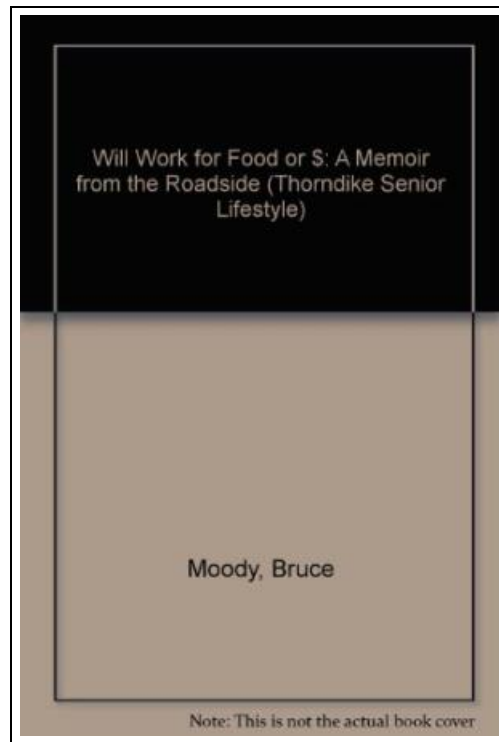 Will Work for Food or $: A Memoir
from the Roadside (Thorndike Senior
Lifestyle)
Moody, Bruce
Note: This is not the actual book cover